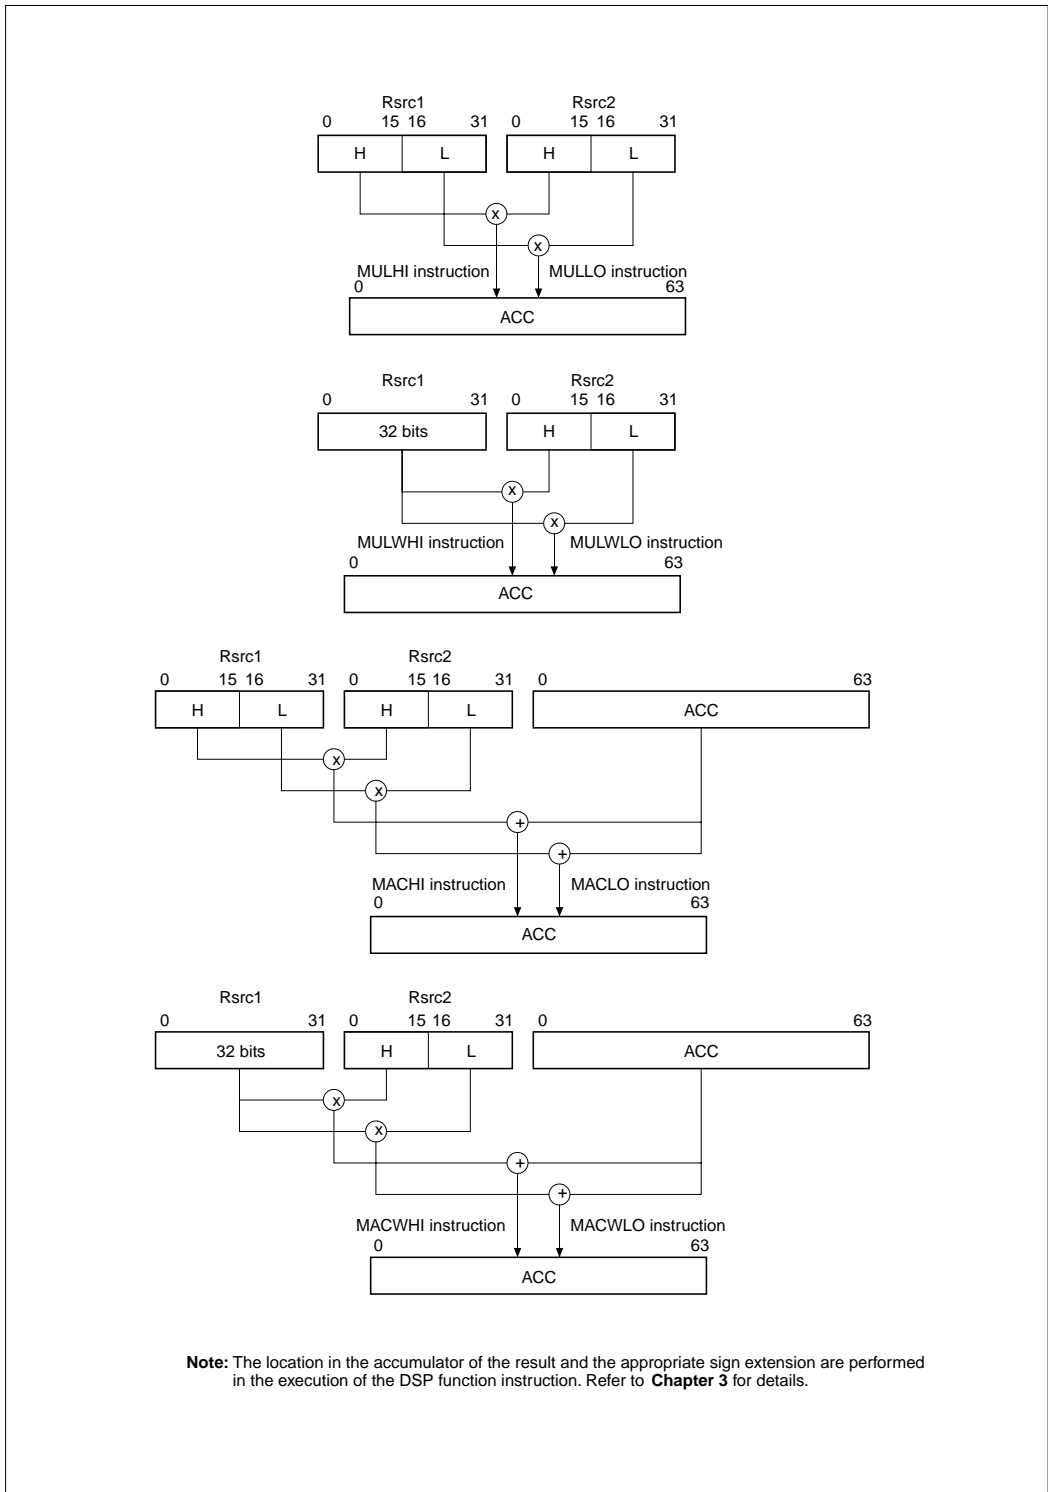 Rsrc1 Rsrc2
0 15 16 31 0 15 16 31
H L H L
x
x
MULHI instruction MULLO instruction
0 63
ACC
Rsrc1 Rsrc2
0 31 0 15 16 31
32 bits H L
x
x
MULWHI instruction MULWLO instruction
0 63
ACC
Rsrc1 Rsrc2
0 15 16 31 0 15 16 31 0 63
H L H L ACC
x
x
+
+
MACHI instruction MACLO instruction
0 63
ACC
Rsrc1 Rsrc2
0 31 0 15 16 31 0 63
32 bits H L ACC
x
x
+
+
MACWHI instruction MACWLO instruction
0 63
ACC
Note: The location in the accumulator of the result and the appropriate sign extension are performed
in the execution of the DSP function instruction. Refer to Chapter 3 for details.